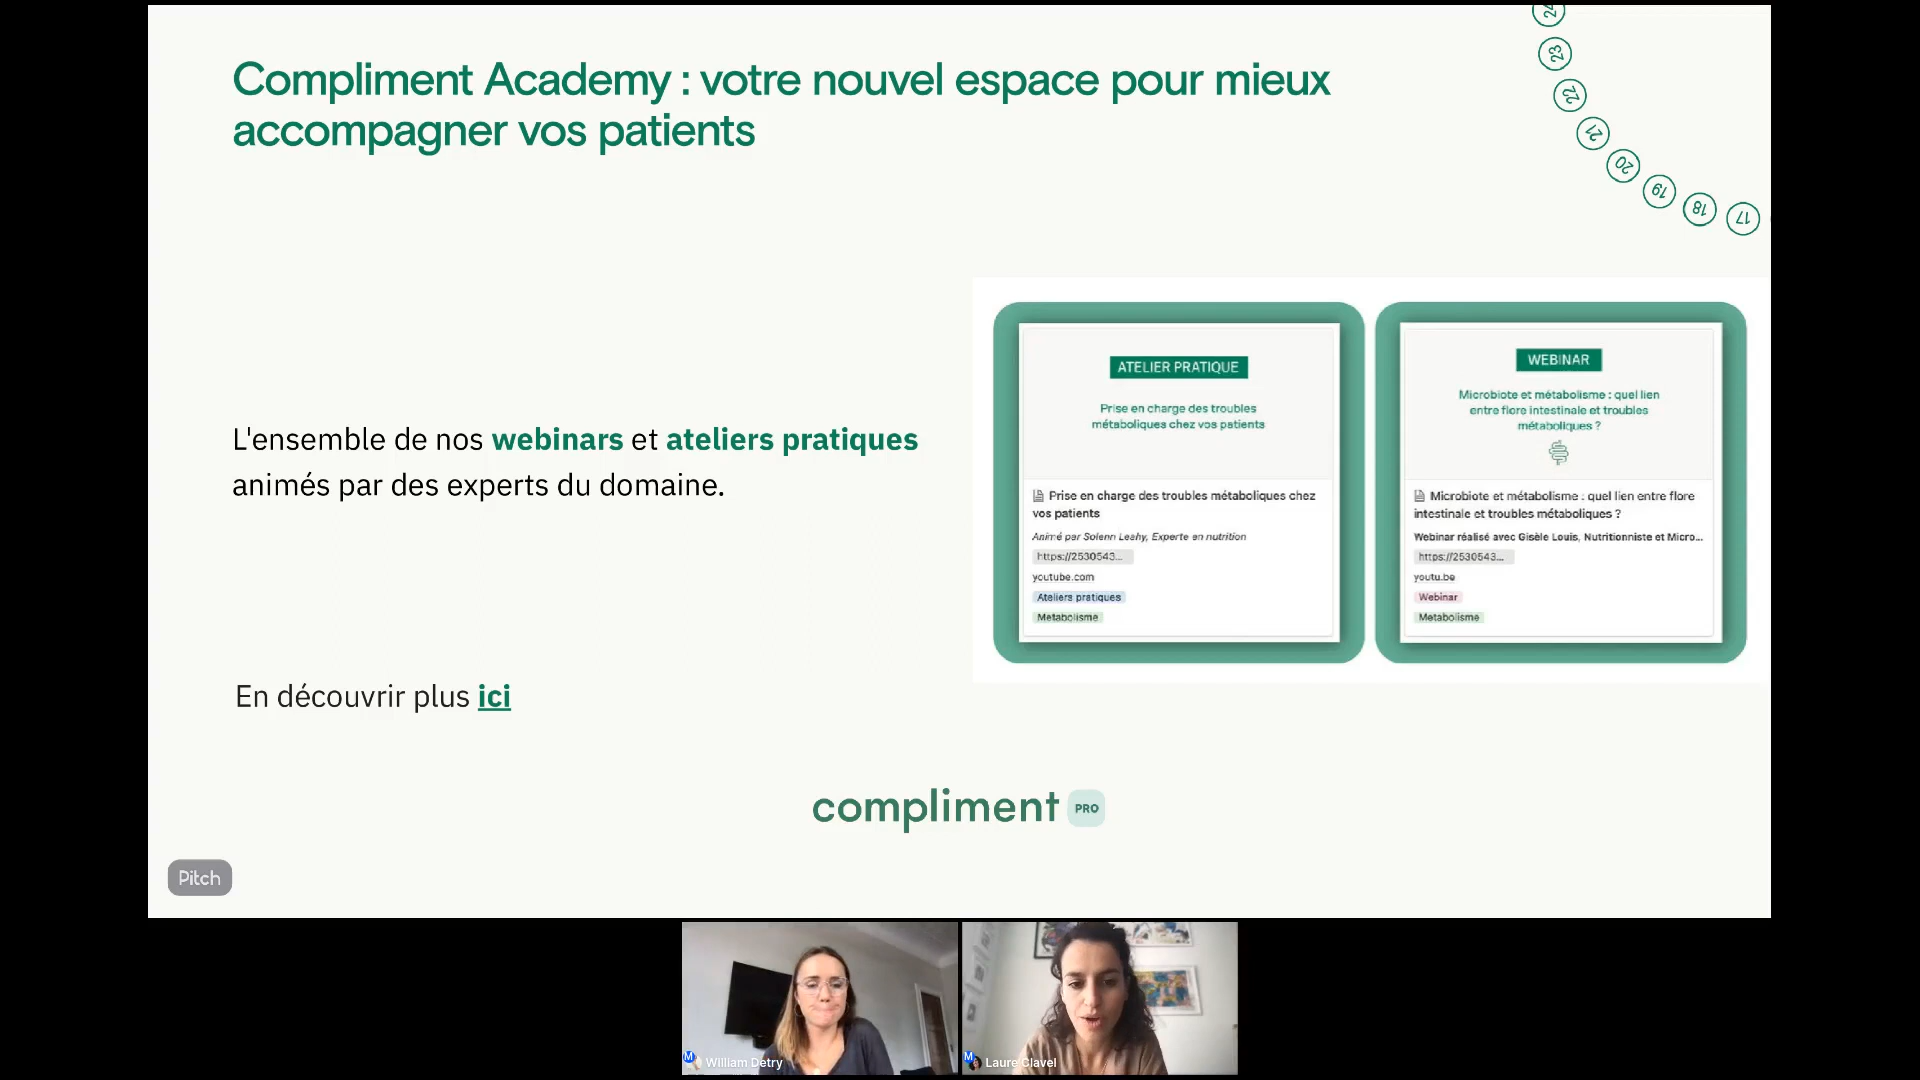 Compliment Academy : votre nouvel espace pour mieux
accompagner vos patients
24
23
22
21
20
19
18
17
L'ensemble de nos webinars et ateliers pratiques
animés par des experts du domaine.
En découvrir plus ici
ATELIER PRATIQUE
Prise en charge des troubles
métaboliques chez vos patients
Prise en charge des troubles métaboliques chez
vos patients
Animé par Solenn Leahy, Experte en nutrition
https://2530543...
youtube.com
Ateliers pratiques
Metabolisme
WEBINAR
Microbiote et métabolisme : quel lien
entre flore intestinale et troubles
métaboliques ?
Microbiote et métabolisme : quel lien entre flore
intestinale et troubles métaboliques ?
Webinar réalisé avec Gisèle Louis, Nutritionniste et Micro...
https://2530543...
youtu.be
Webinar
Metabolisme
compliment PRO
Pitch
M William Detry
M Laure Clavel